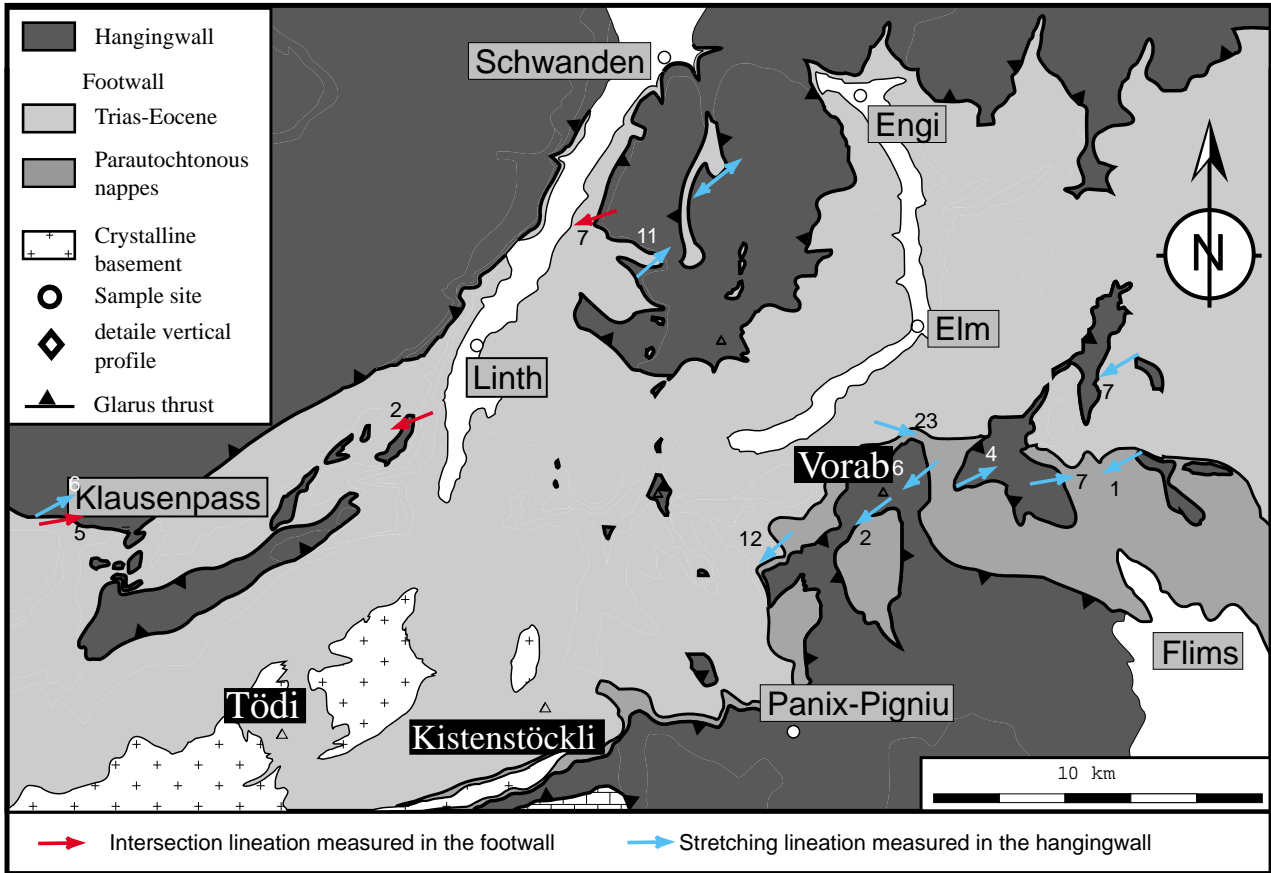 Hangingwall
Footwall
Trias-Eocene
Parautochtonous
nappes
Crystalline
basement
Sample site
detaile vertical
profile
Glarus thrust
Schwanden
Engi
N
7
11
Elm
Linth
2
7
23
Vorab
6
4
7
1
6
Klausenpass
5
12
2
Flims
Tödi
Panix-Pigniu
Kistenstöckli
10 km
Intersection lineation measured in the footwall
Stretching lineation measured in the hangingwall